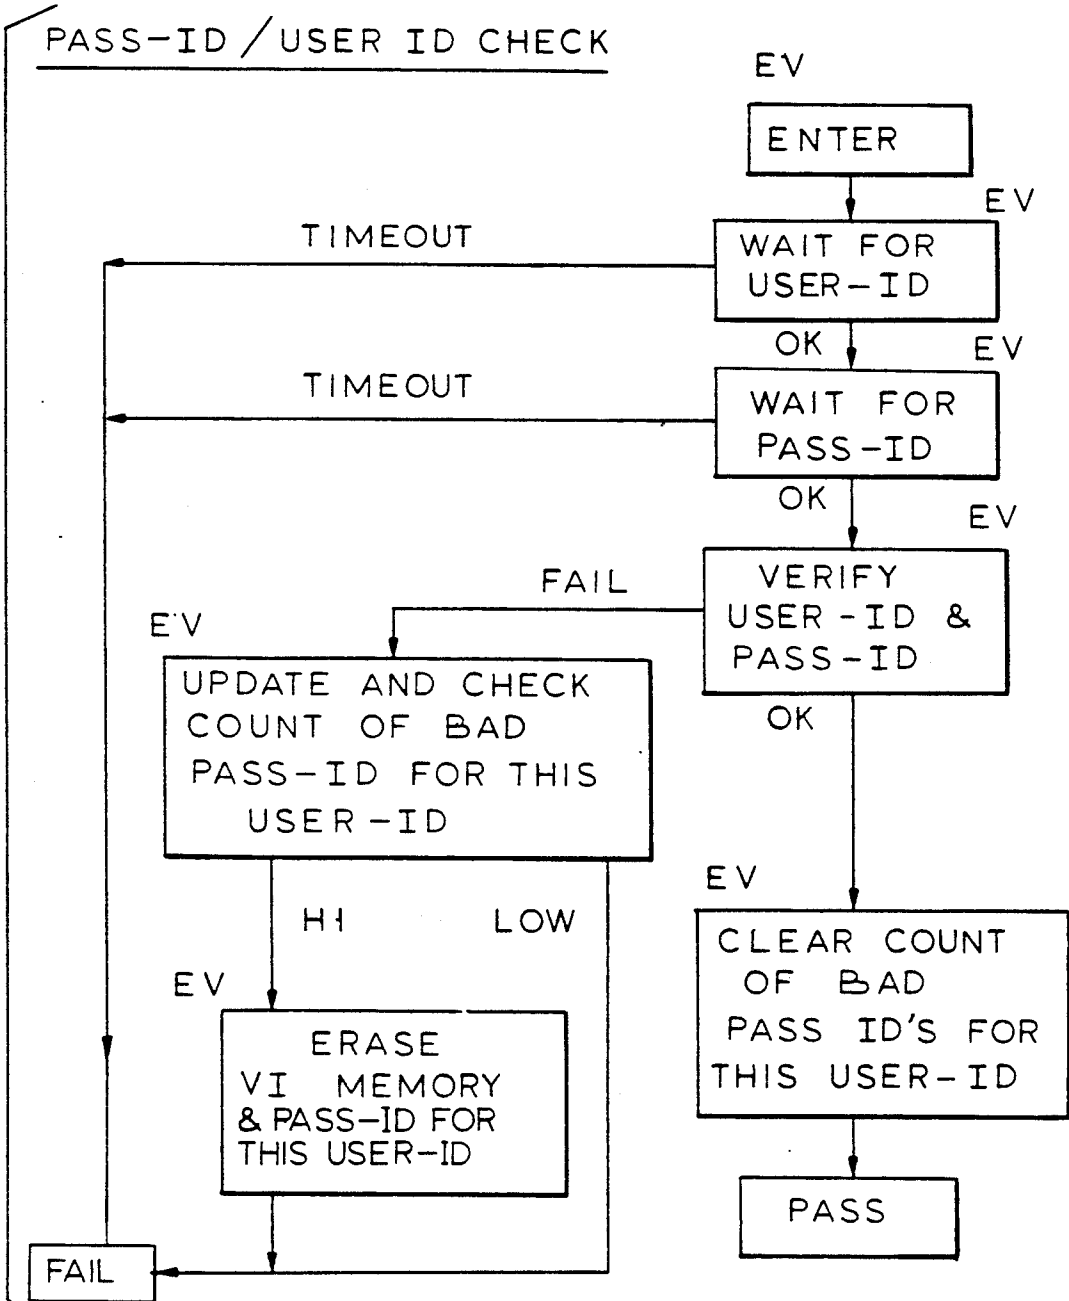 PASS-ID / USER ID CHECK
EV
ENTER
EV
TIMEOUT
WAIT FOR
USER-ID
OK
EV
TIMEOUT
WAIT FOR
PASS-ID
OK
EV
FAIL
VERIFY
USER-ID &
PASS-ID
EV
UPDATE AND CHECK
COUNT OF BAD
PASS-ID FOR THIS
USER-ID
OK
EV
HI
LOW
CLEAR COUNT
OF BAD
PASS ID'S FOR
THIS USER-ID
EV
ERASE
VI MEMORY
& PASS-ID FOR
THIS USER-ID
PASS
FAIL